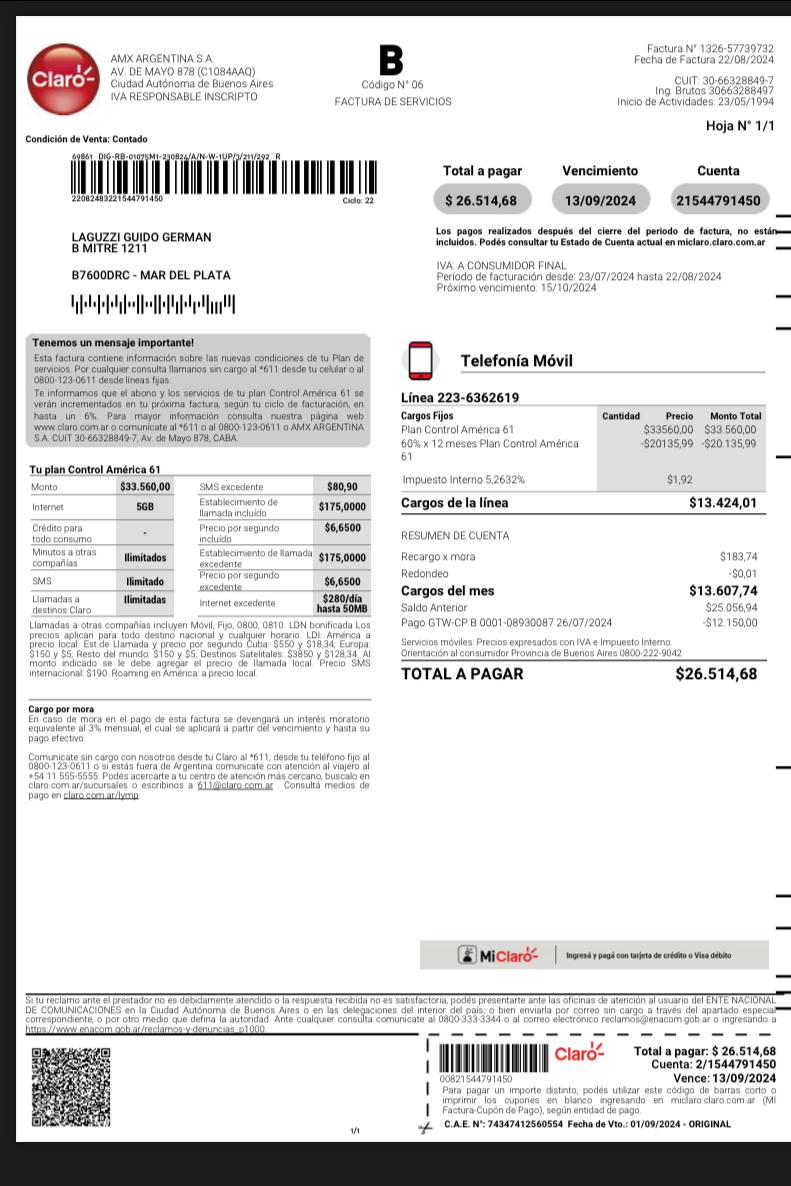 Claro
AMX ARGENTINA S.A.
AV. DE MAYO 878 (C1084AAQ)
Ciudad Autónoma de Buenos Aires
IVA RESPONSABLE INSCRIPTO
B
Código N° 06
FACTURA DE SERVICIOS
Factura N° 1326-57739732
Fecha de Factura 22/08/2024
CUIT: 30-66328849-7
Ing. Brutos 30663288497
Inicio de Actividades: 23/05/1994
Hoja N° 1/1
Condición de Venta: Contado
69861 DIG-RB-01075M1-230824/A/N-W-1UP/3/211/292 R
22082483221544791450
Ciclo: 22
LAGUZZI GUIDO GERMAN
B MITRE 1211
B7600DRC - MAR DEL PLATA
Total a pagar Vencimiento Cuenta
$ 26.514,68 13/09/2024 21544791450
Los pagos realizados después del cierre del periodo de factura, no están
incluidos. Podés consultar tu Estado de Cuenta actual en miclaro.claro.com.ar
IVA: A CONSUMIDOR FINAL
Período de facturación desde: 23/07/2024 hasta 22/08/2024
Próximo vencimiento: 15/10/2024
Tenemos un mensaje importante!
Esta factura contiene información sobre las nuevas condiciones de tu Plan de
servicios. Por cualquier consulta llamanos sin cargo al *611 desde tu celular o al
0800-123-0611 desde líneas fijas.
Te informamos que el abono y los servicios de tu plan Control América 61 se
verán incrementados en tu próxima factura, según tu ciclo de facturación, en
hasta un 6%. Para mayor información consulta nuestra página web
www.claro.com.ar o comunicate al *611 o al 0800-123-0611 o AMX ARGENTINA
S.A. CUIT 30-66328849-7, Av. de Mayo 878, CABA.
Tu plan Control América 61
Monto $33.560,00 SMS excedente $80,90
Internet 5GB Establecimiento de
llamada incluído $175,0000
Crédito para
todo consumo - Precio por segundo
incluído $6,6500
Minutos a otras
compañías Ilimitados Establecimiento de llamada
excedente $175,0000
SMS Ilimitado Precio por segundo
excedente $6,6500
Llamadas a
destinos Claro Ilimitadas Internet excedente $280/día
hasta 50MB
Llamadas a otras compañías incluyen Móvil, Fijo, 0800, 0810. LDN bonificada Los
precios aplican para todo destino nacional y cualquier horario. LDI: América a
precio local. Est.de Llamada y precio por segundo Cuba: $550 y $18,34, Europa:
$150 y $5; Resto del mundo: $150 y $5; Destinos Satelitales: $3850 y $128,34. Al
monto indicado se le debe agregar el precio de llamada local. Precio SMS
internacional: $190. Roaming en América: a precio local.
Cargo por mora
En caso de mora en el pago de esta factura se devengará un interés moratorio
equivalente al 3% mensual, el cual se aplicará a partir del vencimiento y hasta su
pago efectivo.
Comunicate sin cargo con nosotros desde tu Claro al *611, desde tu teléfono fijo al
0800-123-0611 o si estás fuera de Argentina comunicate con atención al viajero al
+54 11 555-5555. Podés acercarte a tu centro de atención más cercano, buscalo en
claro.com.ar/sucursales o escribinos a 611@claro.com.ar . Consultá medios de
pago en claro.com.ar/lymp.
Telefonía Móvil
Línea 223-6362619
Cargos Fijos Cantidad Precio Monto Total
Plan Control América 61 $33560,00 $33.560,00
60% x 12 meses Plan Control América -$20135,99 -$20.135,99
61
Impuesto Interno 5,2632% $1,92
Cargos de la línea $13.424,01
RESUMEN DE CUENTA
Recargo x mora $183,74
Redondeo -$0,01
Cargos del mes $13.607,74
Saldo Anterior $25.056,94
Pago GTW-CP B 0001-08930087 26/07/2024 -$12.150,00
Servicios móviles: Precios expresados con IVA e Impuesto Interno.
Orientación al consumidor Provincia de Buenos Aires 0800-222-9042
TOTAL A PAGAR $26.514,68
MiClaro Ingresá y pagá con tarjeta de crédito o Visa débito
Si tu reclamo ante el prestador no es debidamente atendido o la respuesta recibida no es satisfactoria, podés presentarte ante las oficinas de atención al usuario del ENTE NACIONAL
DE COMUNICACIONES en la Ciudad Autónoma de Buenos Aires o en las delegaciones del interior del país; o bien enviarla por correo sin cargo a través del apartado especial
correspondiente, o por otro medio que defina la autoridad. Ante cualquier consulta comunicate al 0800-333-3344 o al correo electrónico reclamos@enacom.gob.ar o ingresando a
https://www.enacom.gob.ar/reclamos-y-denuncias_p1000.
00821544791450
Claro
Total a pagar: $ 26.514,68
Cuenta: 2/1544791450
Vence: 13/09/2024
Para pagar un importe distinto, podés utilizar este código de barras corto o
imprimir los cupones en blanco ingresando en miclaro.claro.com.ar (MI
Factura-Cupón de Pago), según entidad de pago.
C.A.E. N°: 74347412560554 Fecha de Vto.: 01/09/2024 - ORIGINAL
1/1